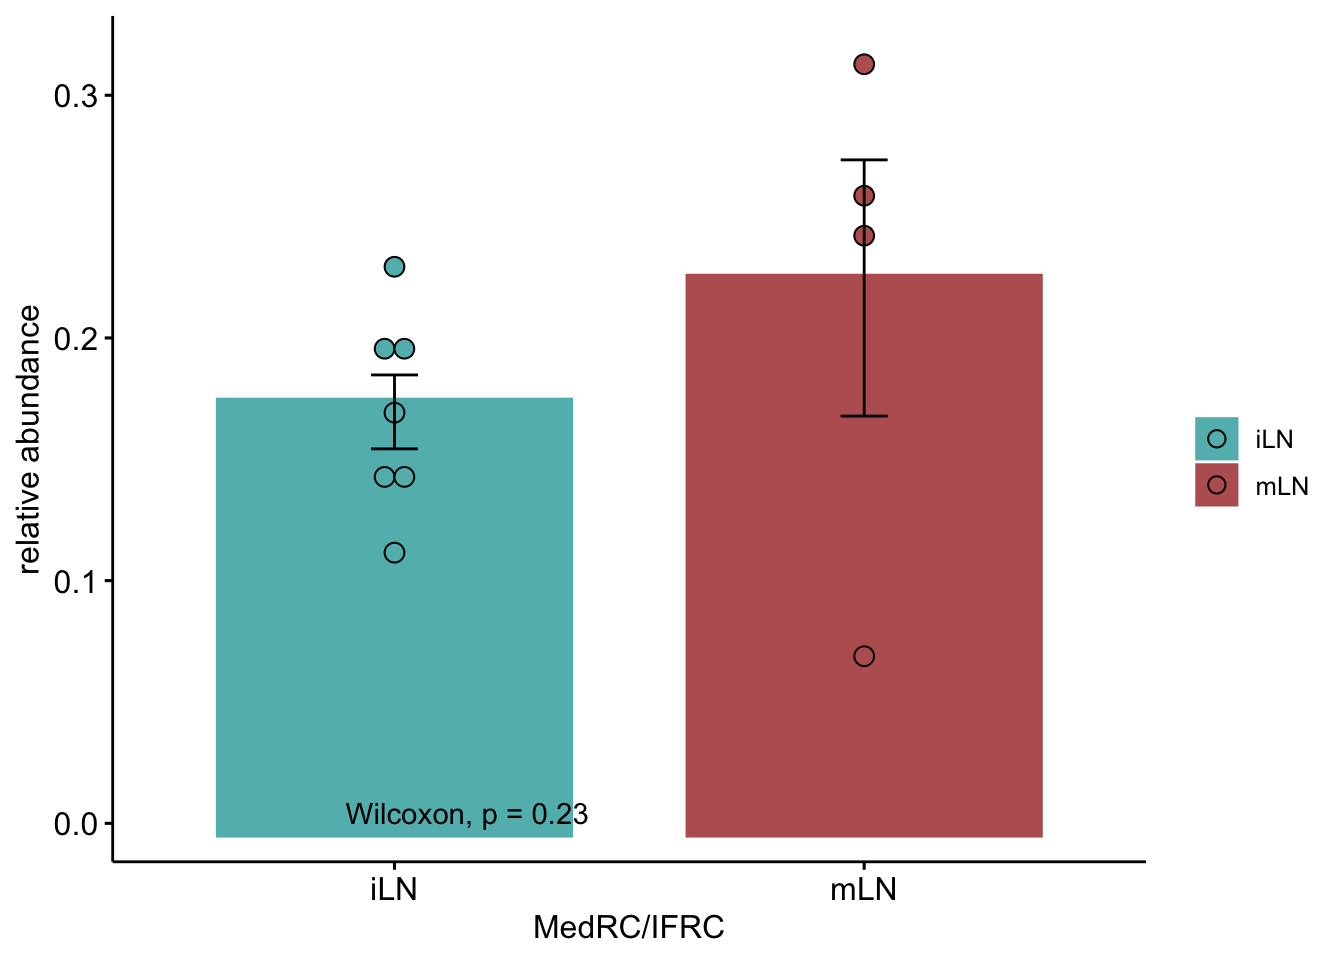 relative abundance
0.3
0.2
0.1
0.0
Wilcoxon, p = 0.23
iLN
mLN
MedRC/IFRC
iLN
mLN